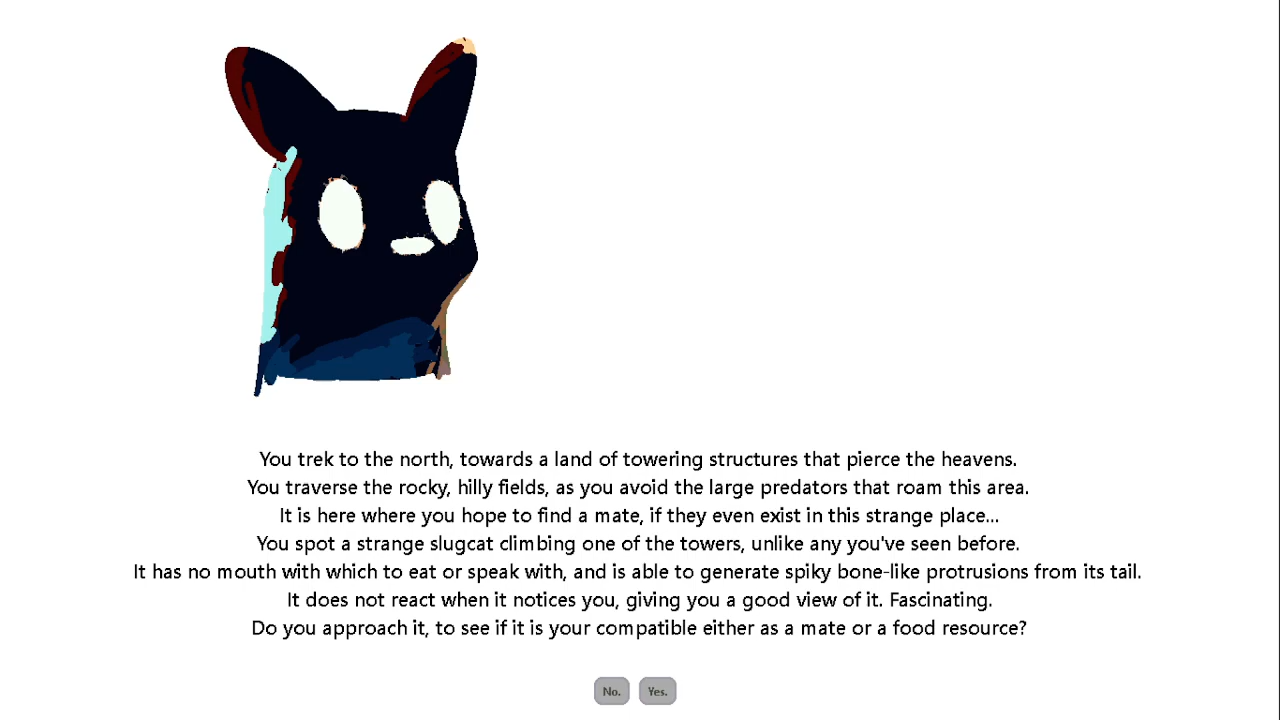 You trek to the north, towards a land of towering structures that pierce the heavens.
You traverse the rocky, hilly fields, as you avoid the large predators that roam this area.
It is here where you hope to find a mate, if they even exist in this strange place...
You spot a strange slugcat climbing one of the towers, unlike any you've seen before.
It has no mouth with which to eat or speak with, and is able to generate spiky bone-like protrusions from its tail.
It does not react when it notices you, giving you a good view of it. Fascinating.
Do you approach it, to see if it is your compatible either as a mate or a food resource?
No. Yes.